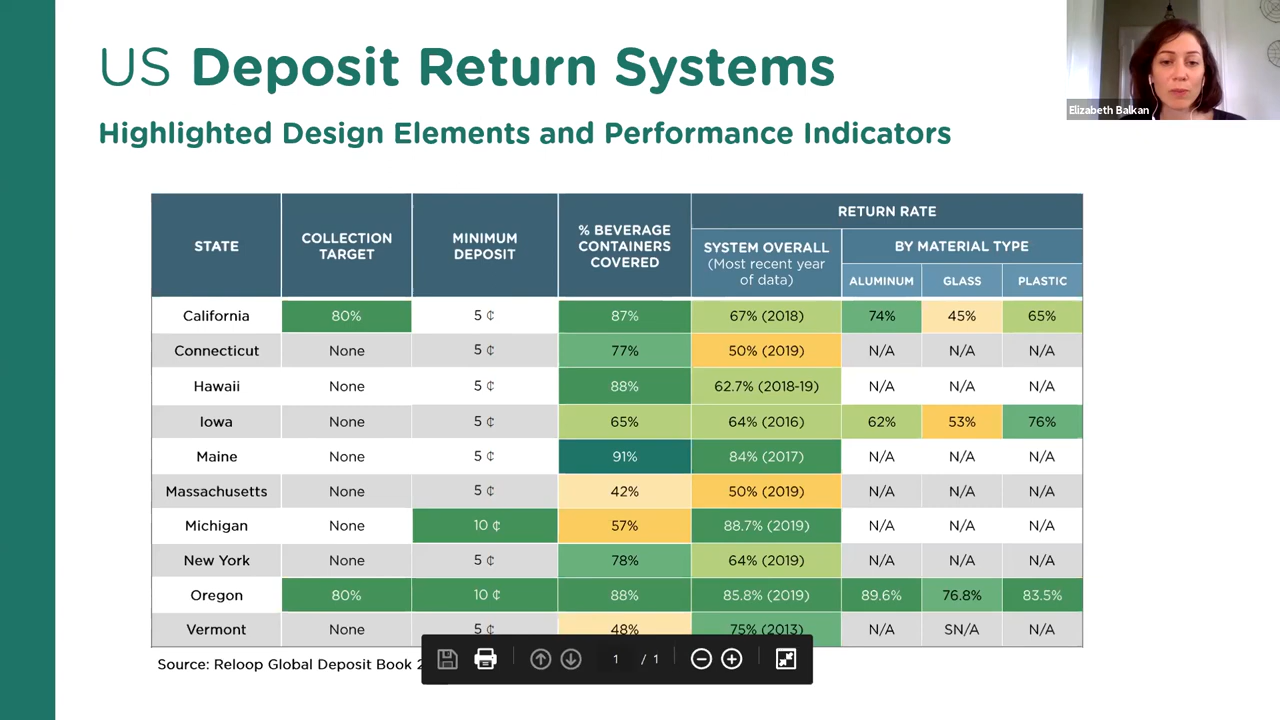 US Deposit Return Systems
Elizabeth Balkan
Highlighted Design Elements and Performance Indicators
STATE
COLLECTION
TARGET
MINIMUM
DEPOSIT
% BEVERAGE
CONTAINERS
COVERED
RETURN RATE
SYSTEM OVERALL
(Most recent year
of data)
BY MATERIAL TYPE
ALUMINUM GLASS PLASTIC
California 80% 5 ¢ 87% 67% (2018) 74% 45% 65%
Connecticut None 5 ¢ 77% 50% (2019) N/A N/A N/A
Hawaii None 5 ¢ 88% 62.7% (2018-19) N/A N/A N/A
Iowa None 5 ¢ 65% 64% (2016) 62% 53% 76%
Maine None 5 ¢ 91% 84% (2017) N/A N/A N/A
Massachusetts None 5 ¢ 42% 50% (2019) N/A N/A N/A
Michigan None 10 ¢ 57% 88.7% (2019) N/A N/A N/A
New York None 5 ¢ 78% 64% (2019) N/A N/A N/A
Oregon 80% 10 ¢ 88% 85.8% (2019) 89.6% 76.8% 83.5%
Vermont None 5 ¢ 48% 75% (2013) N/A SN/A N/A
Source: Reloop Global Deposit Book
1 / 1